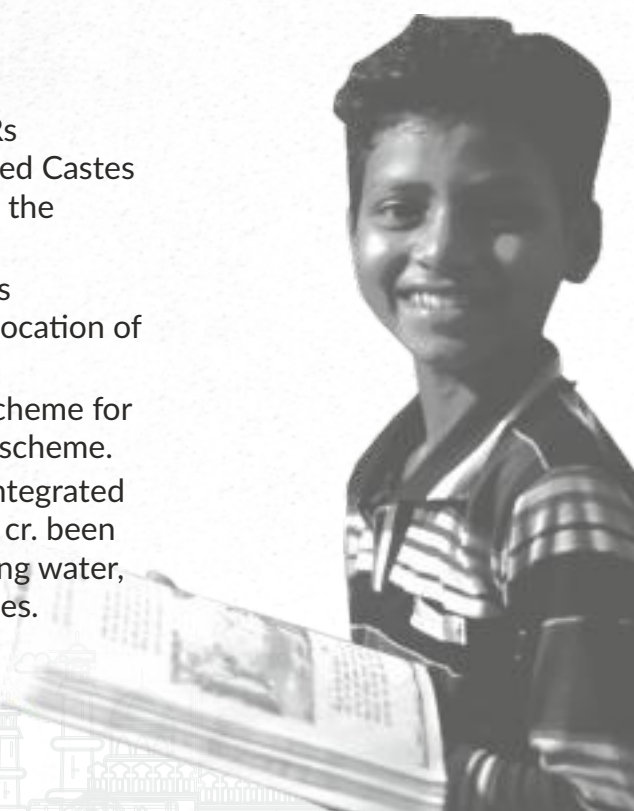 Rs
ed Castes
the
s
ocation of
cheme for
scheme.
ntegrated
cr. been
ng water,
es.